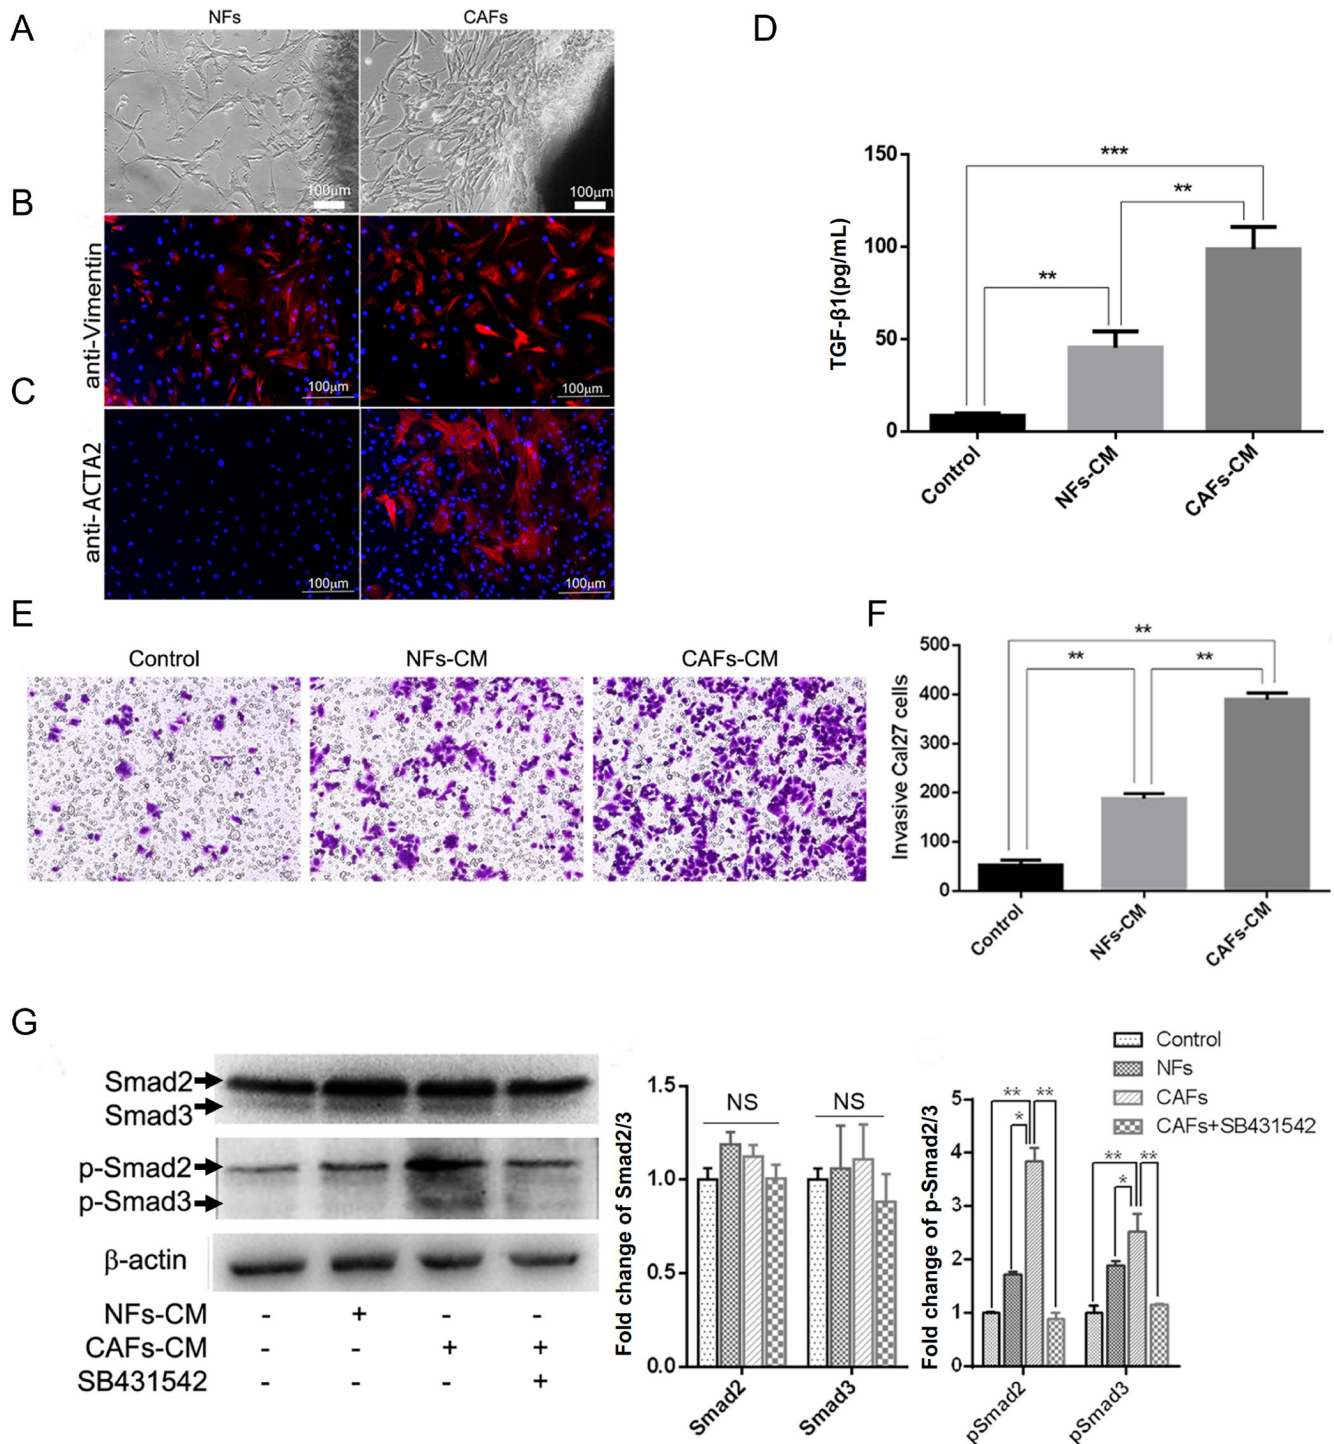 A
NFs
CAFs
100μm
100μm
B
anti-Vimentin
100μm
100μm
C
anti-ACTA2
100μm
100μm
D
TGF-β1(pg/mL)
150
100
50
0
***
**
**
Control
NFs-CM
CAFs-CM
E
Control
NFs-CM
CAFs-CM
F
Invasive Cal27 cells
500
400
300
200
100
0
**
**
**
Control
NFs-CM
CAFs-CM
G
Smad2
Smad3
p-Smad2
p-Smad3
β-actin
NFs-CM - + - -
CAFs-CM - - + +
SB431542 - - - +
Fold change of Smad2/3
1.5
1.0
0.5
0.0
NS
NS
Smad2
Smad3
Control
NFs
CAFs
CAFs+SB431542
Fold change of p-Smad2/3
5
4
3
2
1
0
** **
*
** **
*
pSmad2
pSmad3